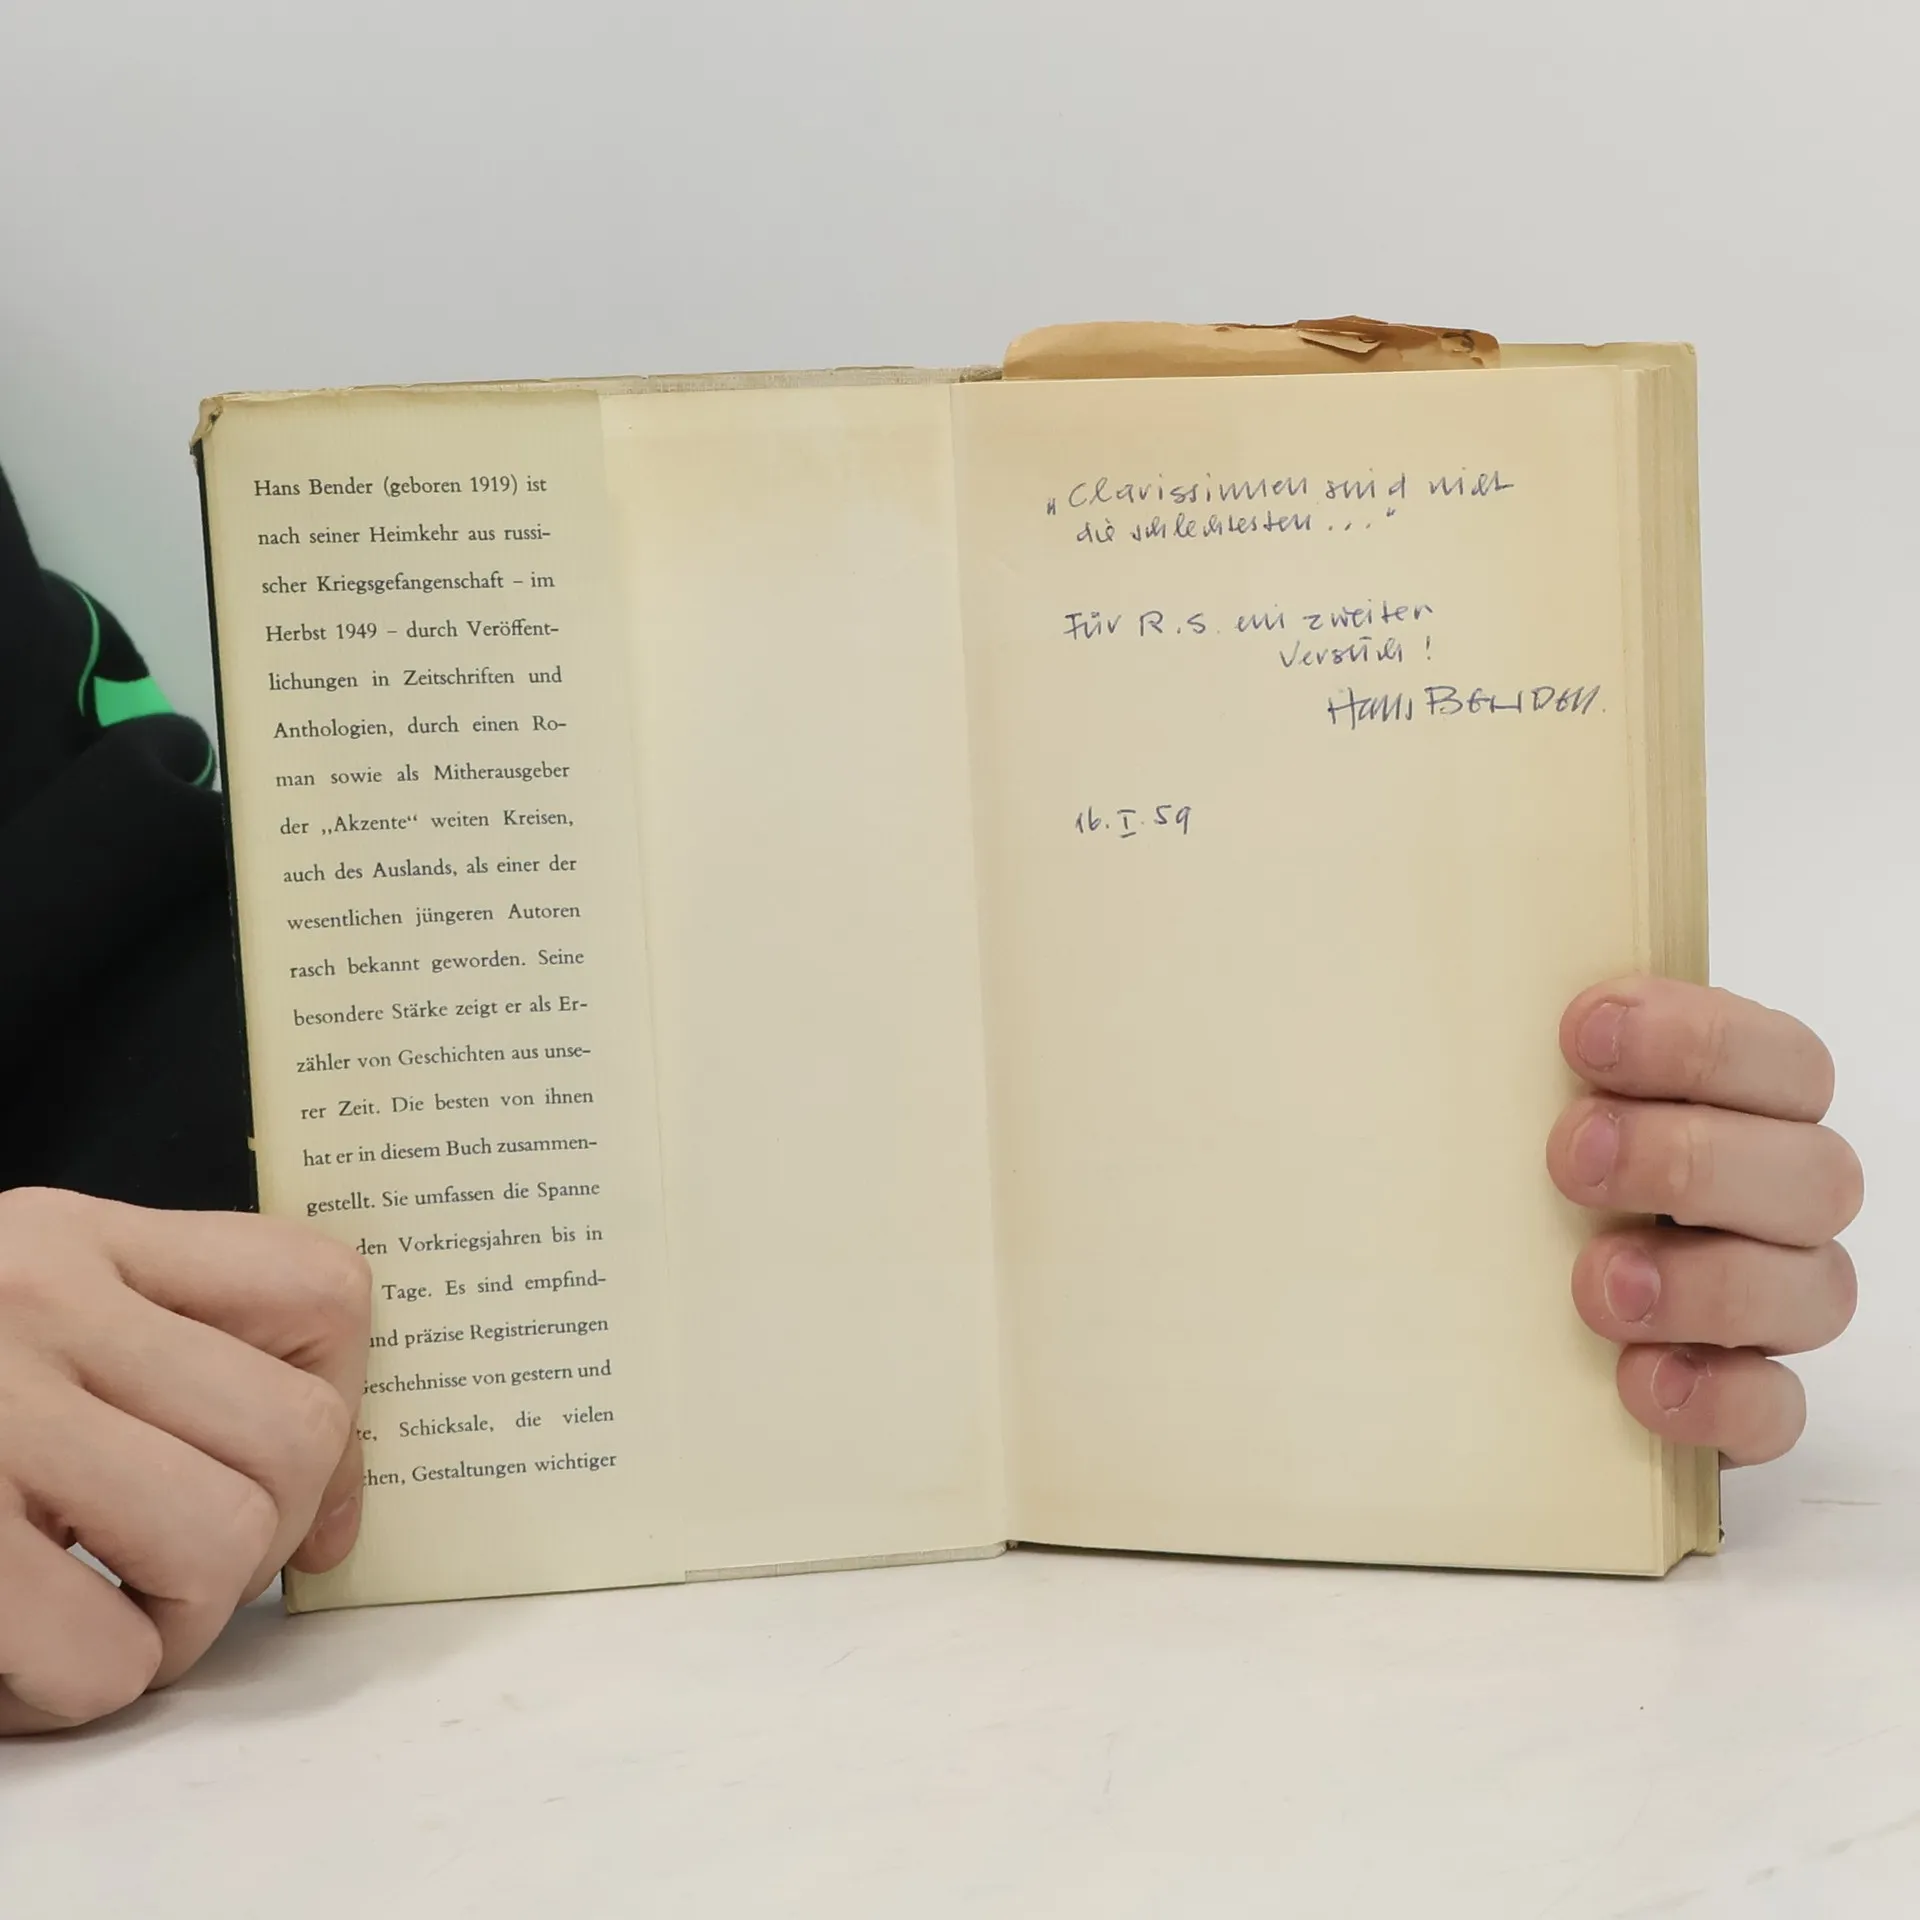 Hans Bender (geboren 1919) ist
nach seiner Heimkehr aus russi-
scher Kriegsgefangenschaft – im
Herbst 1949 – durch Veröffent-
lichungen in Zeitschriften und
Anthologien, durch einen Ro-
man sowie als Mitherausgeber
der „Akzente“ weiten Kreisen,
auch des Auslands, als einer der
wesentlichen jüngeren Autoren
rasch bekannt geworden. Seine
besondere Stärke zeigt er als Er-
zähler von Geschichten aus unse-
rer Zeit. Die besten von ihnen
hat er in diesem Buch zusammen-
gestellt. Sie umfassen die Spanne
den Vorkriegsjahren bis in
Tage. Es sind empfind-
und präzise Registrierungen
Geschehnisse von gestern und
Schicksale, die vielen
Gestaltungen wichtiger
„Clarissinnen sind nicht
die schlechtesten ..."
Für R.S. ein zweiter
Versuch!
Hans BENDER.
16. I. 59